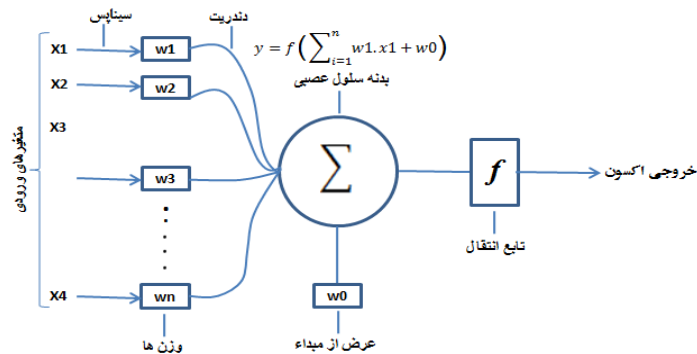 سیناپس
دندریت
y = f(∑ⁿᵢ₌₁ w1.x1 + w0)
بدنه سلول عصبی
متغیرهای ورودی
X1
w1
X2
w2
X3
w3
X4
wn
∑
f
خروجی اکسون
تابع انتقال
w0
وزن ها
عرض از مبداء